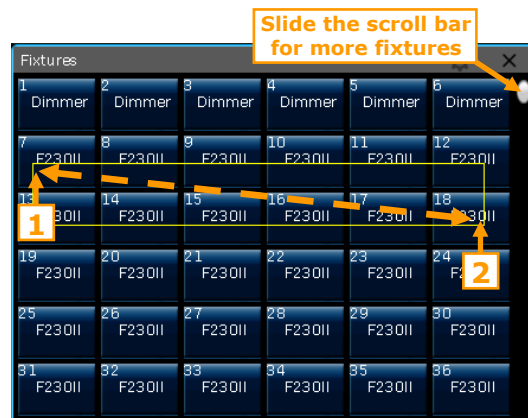 Slide the scroll bar
for more fixtures
Fixtures
1 2 3 4 5 6
Dimmer Dimmer Dimmer Dimmer Dimmer Dimmer
7 8 9 10 11 12
F230II F230II F230II F230II F230II F230II
13 14 15 16 17 18
1 230II F230II F230II F230II F230II 230II
19 20 21 22 23 24
F230II F230II F230II F230II F230II F2 2
25 26 27 28 29 30
F230II F230II F230II F230II F230II F230II
31 32 33 34 35 36
F230II F230II F230II F230II F230II F230II